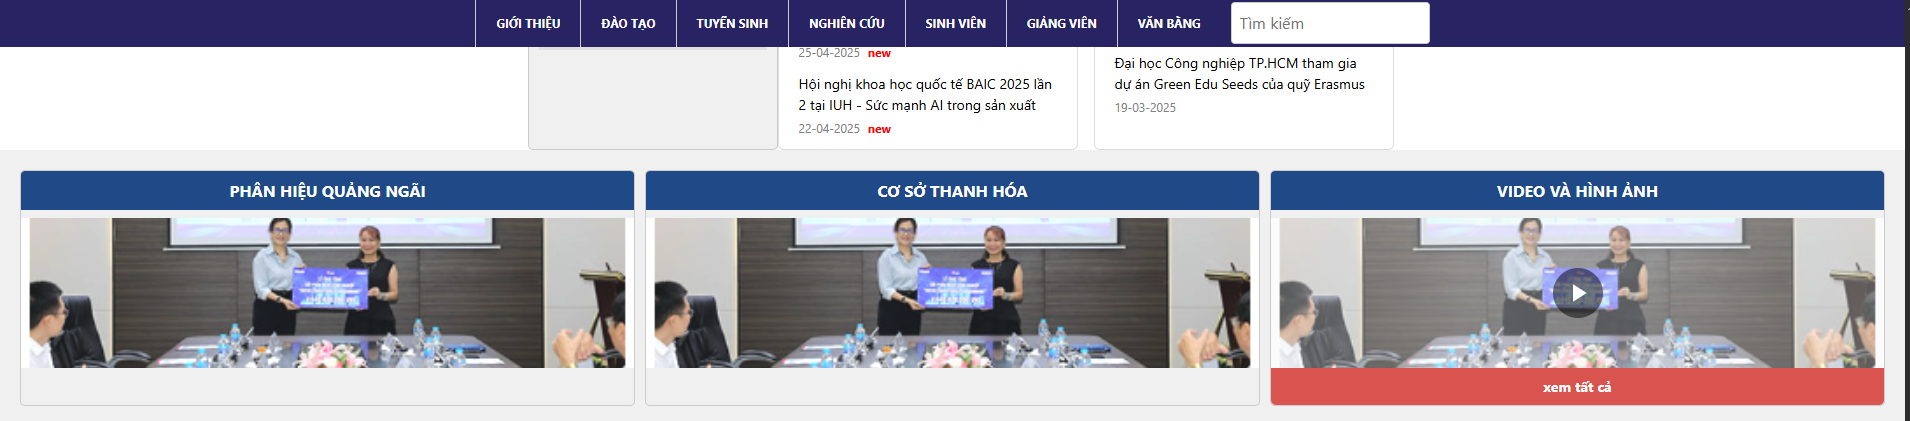 GIỚI THIỆU
ĐÀO TẠO
TUYỂN SINH
NGHIÊN CỨU
SINH VIÊN
GIẢNG VIÊN
VĂN BẰNG
Tìm kiếm
25-04-2025 new
Hội nghị khoa học quốc tế BAIC 2025 lần
2 tại IUH - Sức mạnh AI trong sản xuất
22-04-2025 new
Đại học Công nghiệp TP.HCM tham gia
dự án Green Edu Seeds của quỹ Erasmus
19-03-2025
PHÂN HIỆU QUẢNG NGÃI
CƠ SỞ THANH HÓA
VIDEO VÀ HÌNH ẢNH
xem tất cả